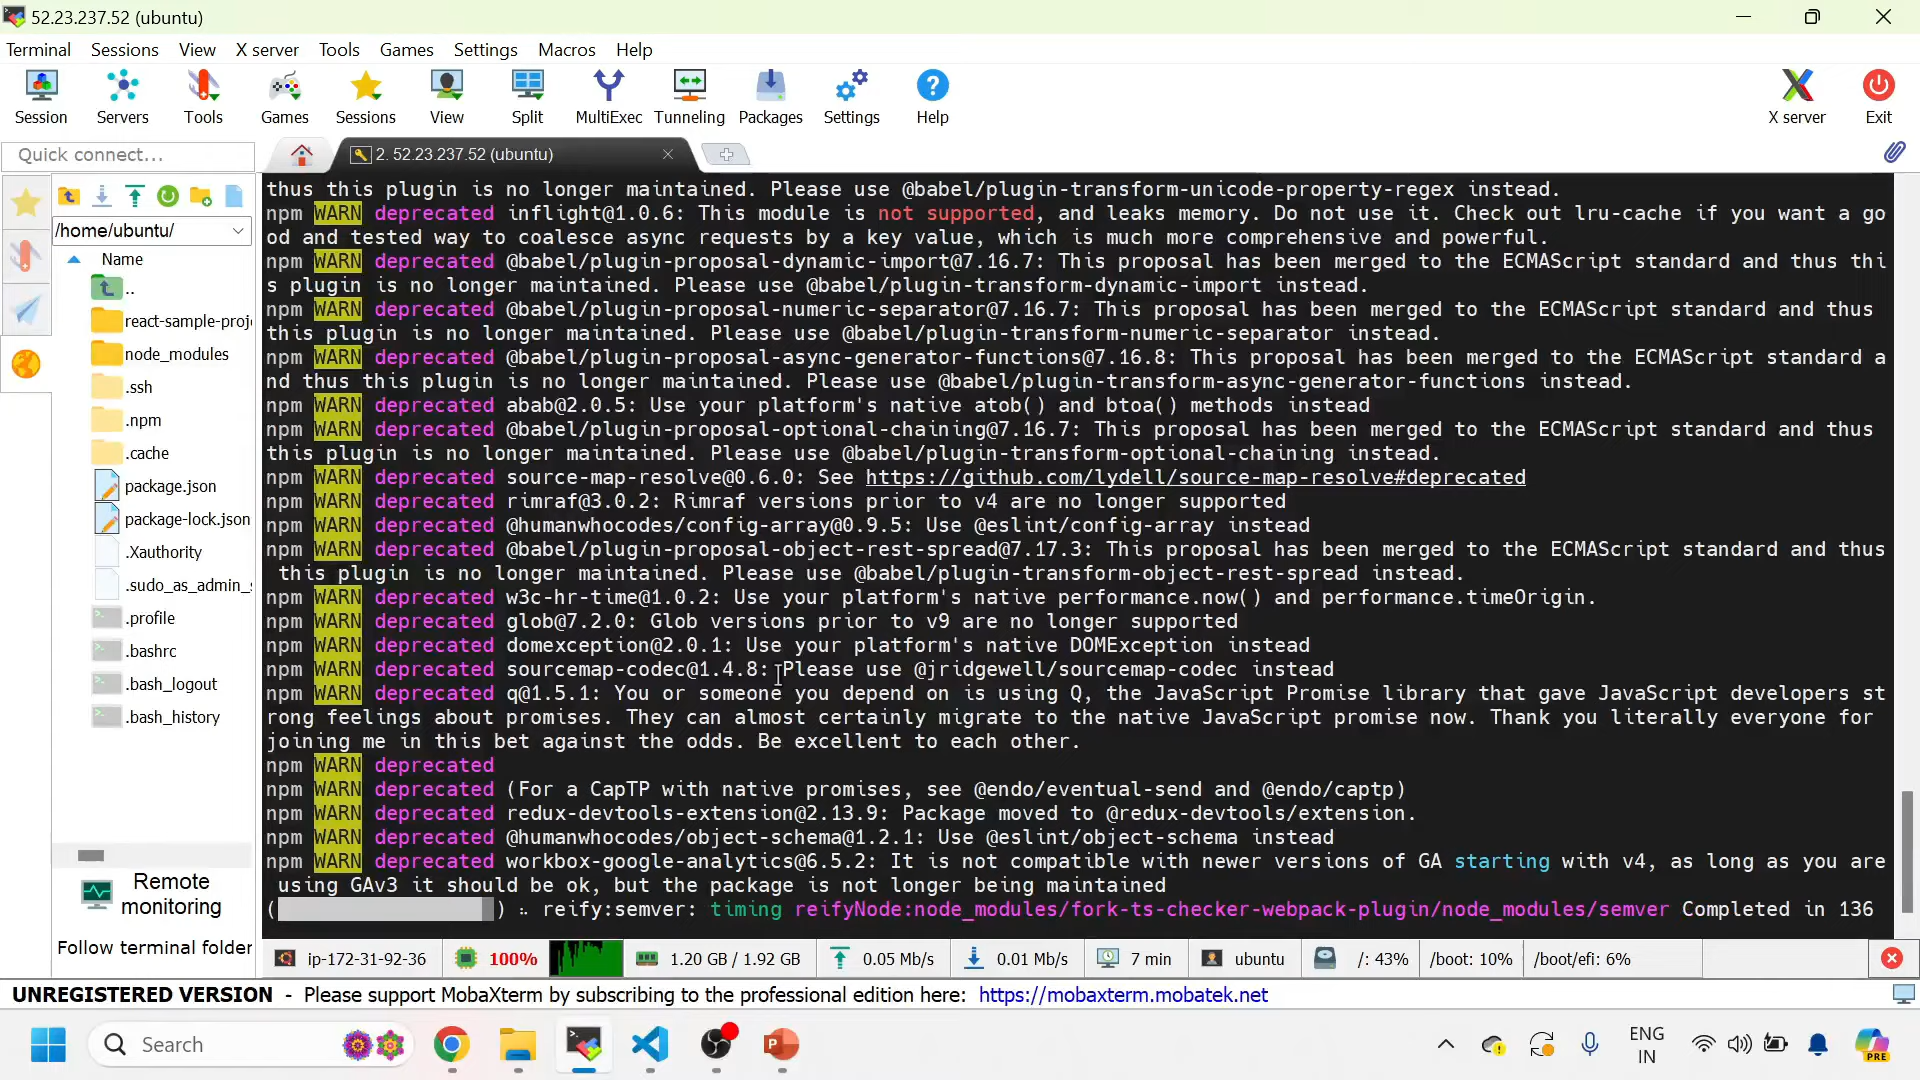 52.23.237.52 (ubuntu)
Terminal Sessions View X server Tools Games Settings Macros Help
Session Servers Tools Games Sessions View Split MultiExec Tunneling Packages Settings Help X server Exit
Quick connect...
2. 52.23.237.52 (ubuntu)
/home/ubuntu/
Name
..
react-sample-proj
node_modules
.ssh
.npm
.cache
package.json
package-lock.json
.Xauthority
.sudo_as_admin_s
.profile
.bashrc
.bash_logout
.bash_history
Remote
monitoring
Follow terminal folder
thus this plugin is no longer maintained. Please use @babel/plugin-transform-unicode-property-regex instead.
npm WARN deprecated inflight@1.0.6: This module is not supported, and leaks memory. Do not use it. Check out lru-cache if you want a go
od and tested way to coalesce async requests by a key value, which is much more comprehensive and powerful.
npm WARN deprecated @babel/plugin-proposal-dynamic-import@7.16.7: This proposal has been merged to the ECMAScript standard and thus thi
s plugin is no longer maintained. Please use @babel/plugin-transform-dynamic-import instead.
npm WARN deprecated @babel/plugin-proposal-numeric-separator@7.16.7: This proposal has been merged to the ECMAScript standard and thus
this plugin is no longer maintained. Please use @babel/plugin-transform-numeric-separator instead.
npm WARN deprecated @babel/plugin-proposal-async-generator-functions@7.16.8: This proposal has been merged to the ECMAScript standard a
nd thus this plugin is no longer maintained. Please use @babel/plugin-transform-async-generator-functions instead.
npm WARN deprecated abab@2.0.5: Use your platform's native atob() and btoa() methods instead
npm WARN deprecated @babel/plugin-proposal-optional-chaining@7.16.7: This proposal has been merged to the ECMAScript standard and thus
this plugin is no longer maintained. Please use @babel/plugin-transform-optional-chaining instead.
npm WARN deprecated source-map-resolve@0.6.0: See https://github.com/lydell/source-map-resolve#deprecated
npm WARN deprecated rimraf@3.0.2: Rimraf versions prior to v4 are no longer supported
npm WARN deprecated @humanwhocodes/config-array@0.9.5: Use @eslint/config-array instead
npm WARN deprecated @babel/plugin-proposal-object-rest-spread@7.17.3: This proposal has been merged to the ECMAScript standard and thus
this plugin is no longer maintained. Please use @babel/plugin-transform-object-rest-spread instead.
npm WARN deprecated w3c-hr-time@1.0.2: Use your platform's native performance.now() and performance.timeOrigin.
npm WARN deprecated glob@7.2.0: Glob versions prior to v9 are no longer supported
npm WARN deprecated domexception@2.0.1: Use your platform's native DOMException instead
npm WARN deprecated sourcemap-codec@1.4.8: Please use @jridgewell/sourcemap-codec instead
npm WARN deprecated q@1.5.1: You or someone you depend on is using Q, the JavaScript Promise library that gave JavaScript developers st
rong feelings about promises. They can almost certainly migrate to the native JavaScript promise now. Thank you literally everyone for
joining me in this bet against the odds. Be excellent to each other.
npm WARN deprecated
npm WARN deprecated (For a CapTP with native promises, see @endo/eventual-send and @endo/captp)
npm WARN deprecated redux-devtools-extension@2.13.9: Package moved to @redux-devtools/extension.
npm WARN deprecated @humanwhocodes/object-schema@1.2.1: Use @eslint/object-schema instead
npm WARN deprecated workbox-google-analytics@6.5.2: It is not compatible with newer versions of GA starting with v4, as long as you are
using GAv3 it should be ok, but the package is not longer being maintained
( ) ⠦ reify:semver: timing reifyNode:node_modules/fork-ts-checker-webpack-plugin/node_modules/semver Completed in 136
ip-172-31-92-36 100% 1.20 GB / 1.92 GB 0.05 Mb/s 0.01 Mb/s 7 min ubuntu /: 43% /boot: 10% /boot/efi: 6%
UNREGISTERED VERSION - Please support MobaXterm by subscribing to the professional edition here: https://mobaxterm.mobatek.net
Search
ENG
IN
PRE